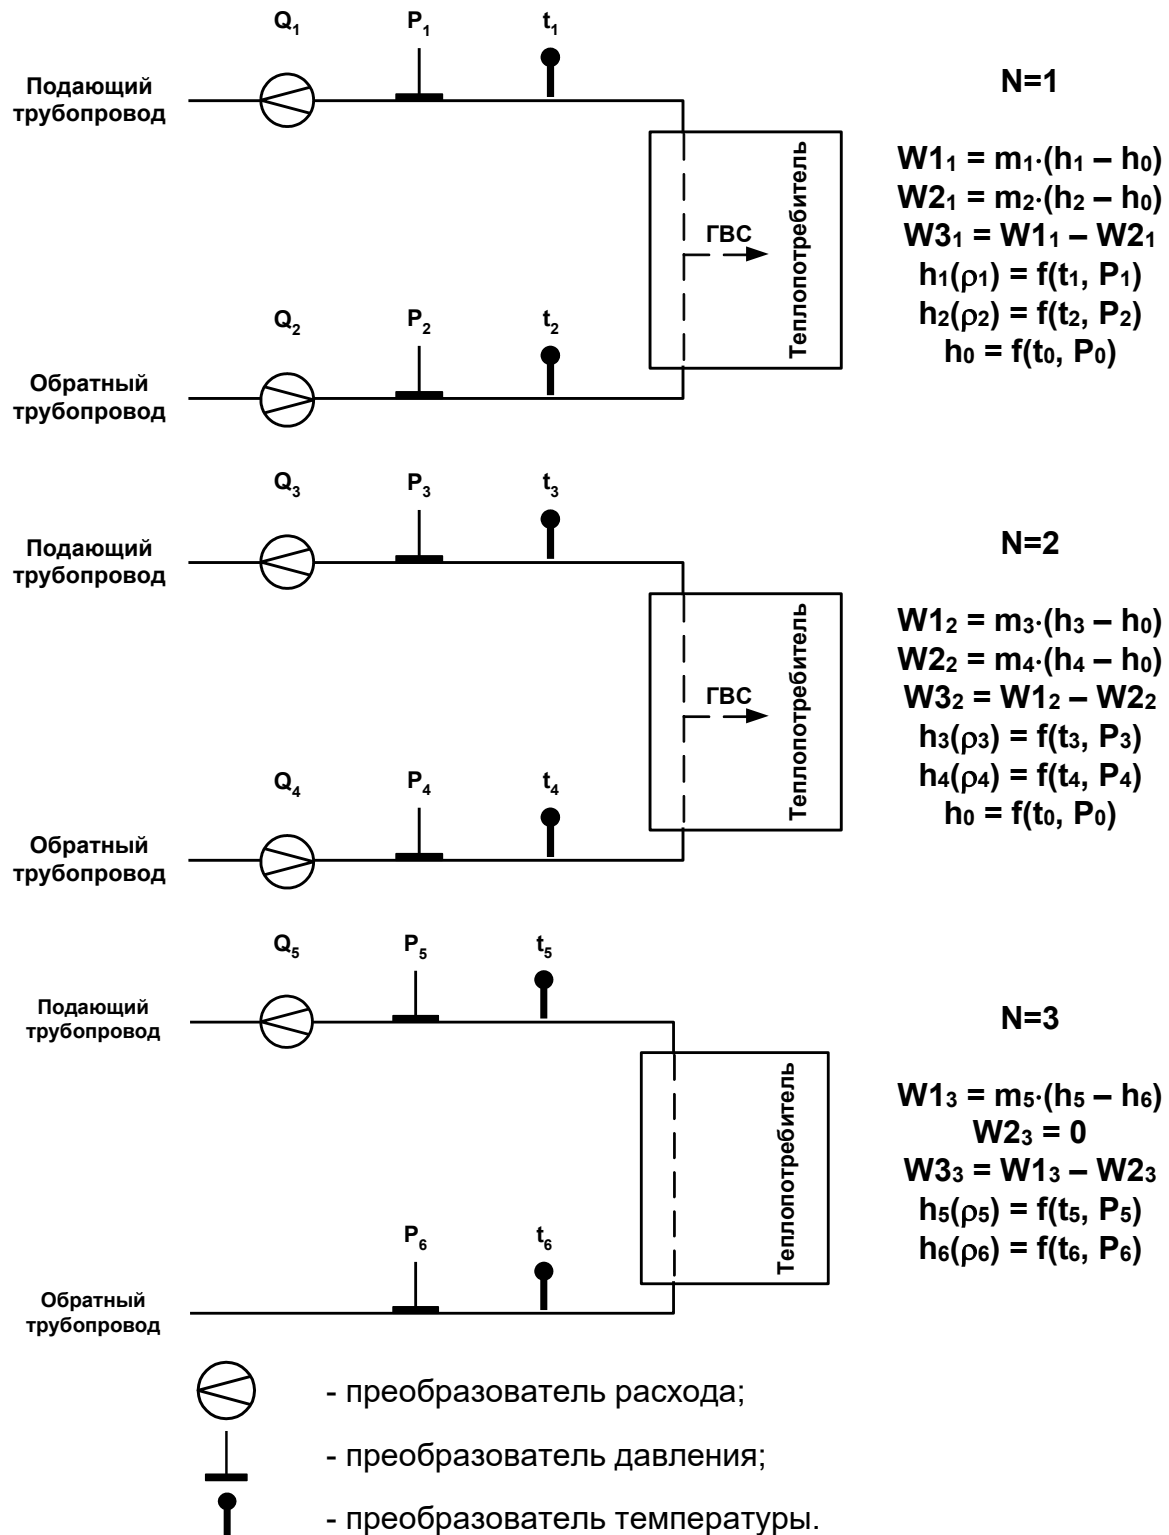 Q₁ P₁ t₁
Подающий
трубопровод
N=1
Теплопотребитель
ГВС
W1₁ = m₁·(h₁ – h₀)
W2₁ = m₂·(h₂ – h₀)
W3₁ = W1₁ – W2₁
h₁(ρ₁) = f(t₁, P₁)
h₂(ρ₂) = f(t₂, P₂)
h₀ = f(t₀, P₀)
Q₂ P₂ t₂
Обратный
трубопровод
Q₃ P₃ t₃
Подающий
трубопровод
N=2
Теплопотребитель
ГВС
W1₂ = m₃·(h₃ – h₀)
W2₂ = m₄·(h₄ – h₀)
W3₂ = W1₂ – W2₂
h₃(ρ₃) = f(t₃, P₃)
h₄(ρ₄) = f(t₄, P₄)
h₀ = f(t₀, P₀)
Q₄ P₄ t₄
Обратный
трубопровод
Q₅ P₅ t₅
Подающий
трубопровод
N=3
Теплопотребитель
W1₃ = m₅·(h₅ – h₆)
W2₃ = 0
W3₃ = W1₃ – W2₃
h₅(ρ₅) = f(t₅, P₅)
h₆(ρ₆) = f(t₆, P₆)
P₆ t₆
Обратный
трубопровод
- преобразователь расхода;
- преобразователь давления;
- преобразователь температуры.